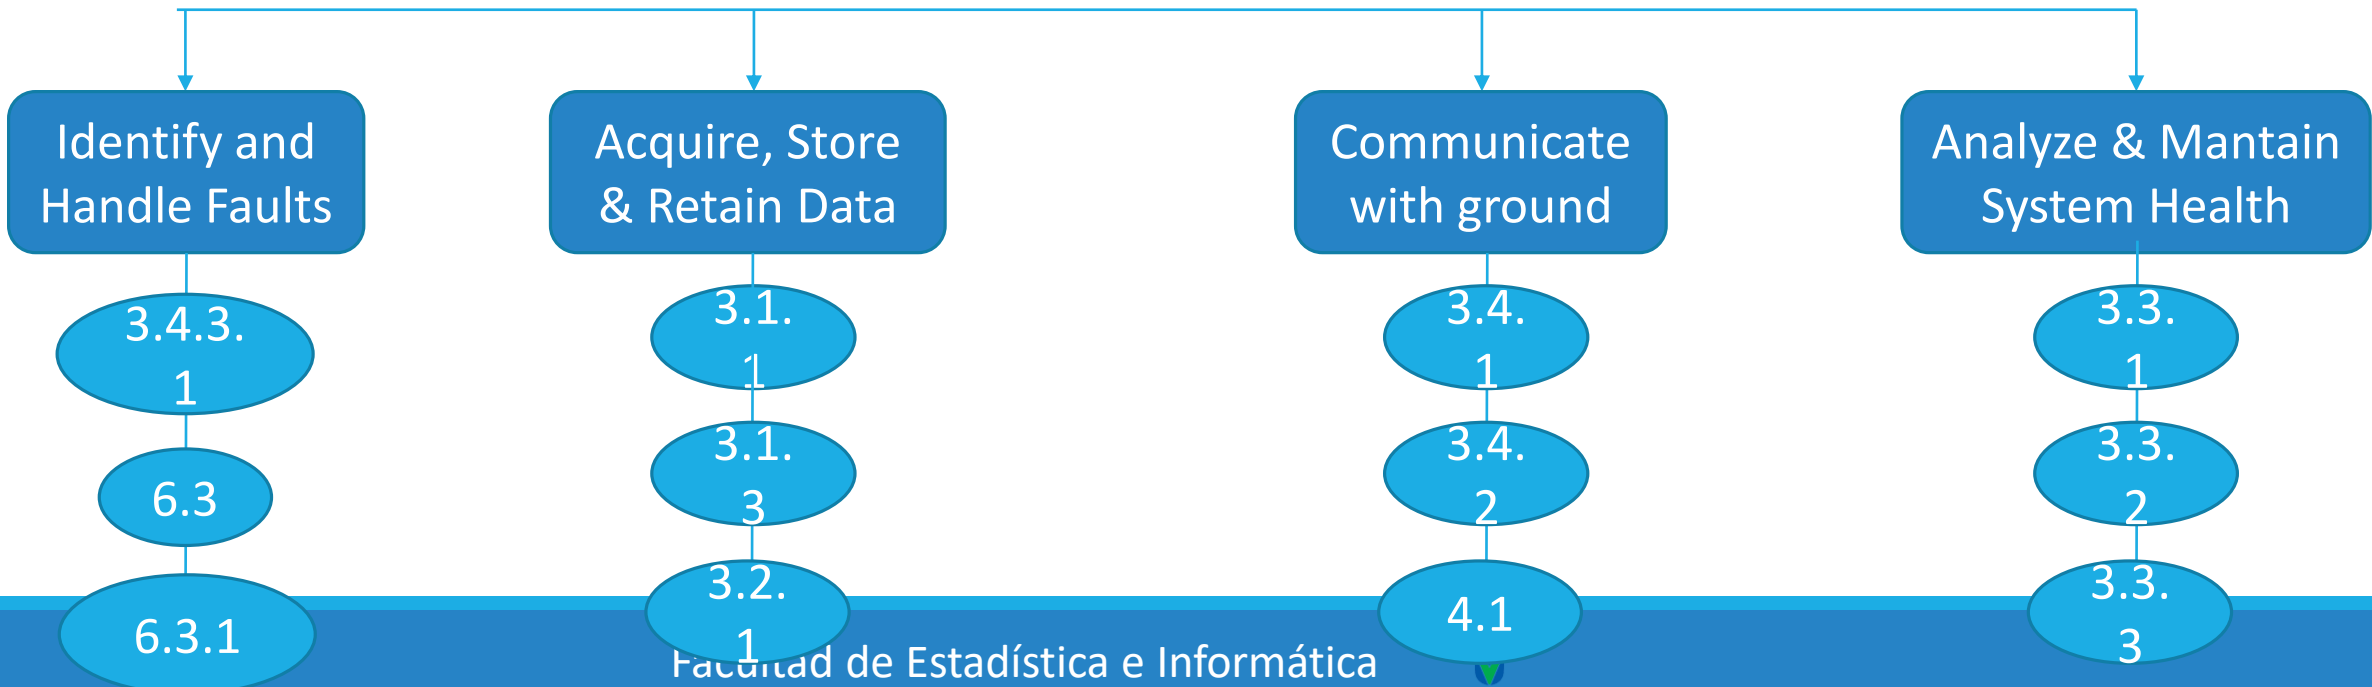 Identify and
Handle Faults
Acquire, Store
& Retain Data
Communicate
with ground
Analyze & Mantain
System Health
3.4.3.
1
6.3
6.3.1
3.1.
1
3.1.
3
3.2.
1
3.4.
1
3.4.
2
4.1
3.3.
1
3.3.
2
3.3.
3
Facultad de Estadística e Informática